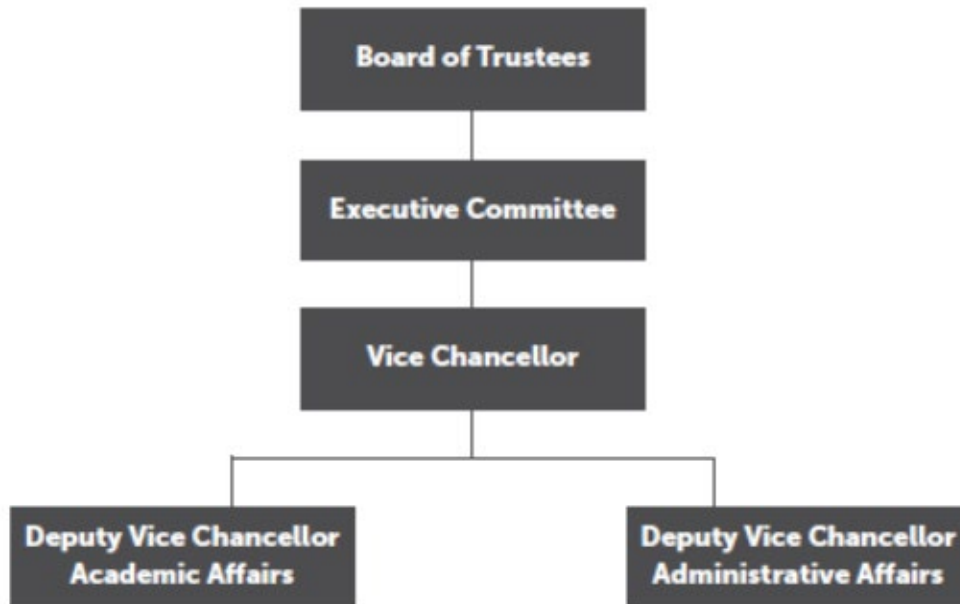 Board of Trustees
Executive Committee
Vice Chancellor
Deputy Vice Chancellor
Academic Affairs
Deputy Vice Chancellor
Administrative Affairs